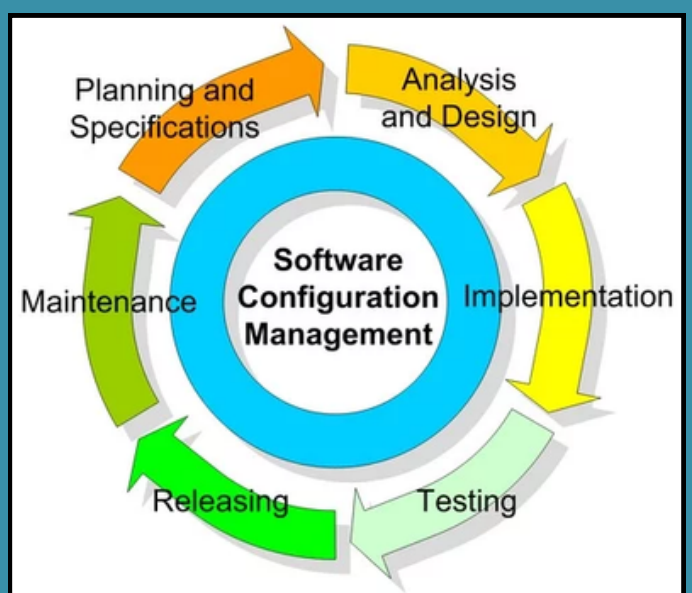 Planning and
Specifications
Analysis
and Design
Maintenance
Software
Configuration
Management
Implementation
Releasing
Testing